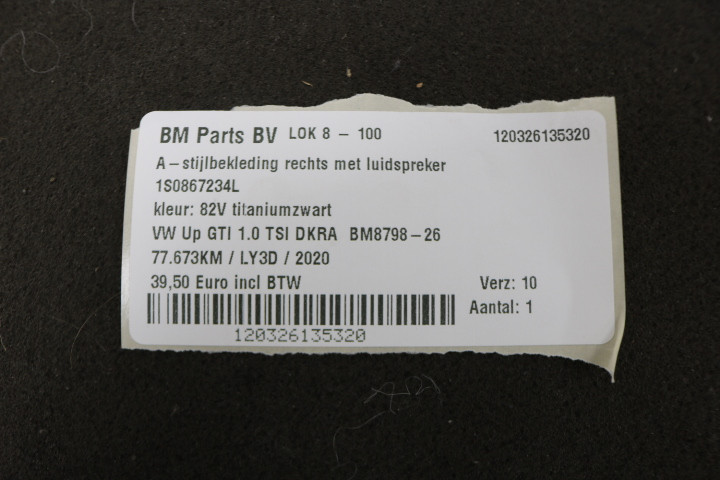 BM Parts BV LOK 8 - 100 120326135320
A-stijlbekleding rechts met luidspreker
1S0867234L
kleur: 82V titaniumzwart
VW Up GTI 1.0 TSI DKRA BM8798-26
77.673KM / LY3D / 2020
39,50 Euro incl BTW Verz: 10
Aantal: 1
120326135320